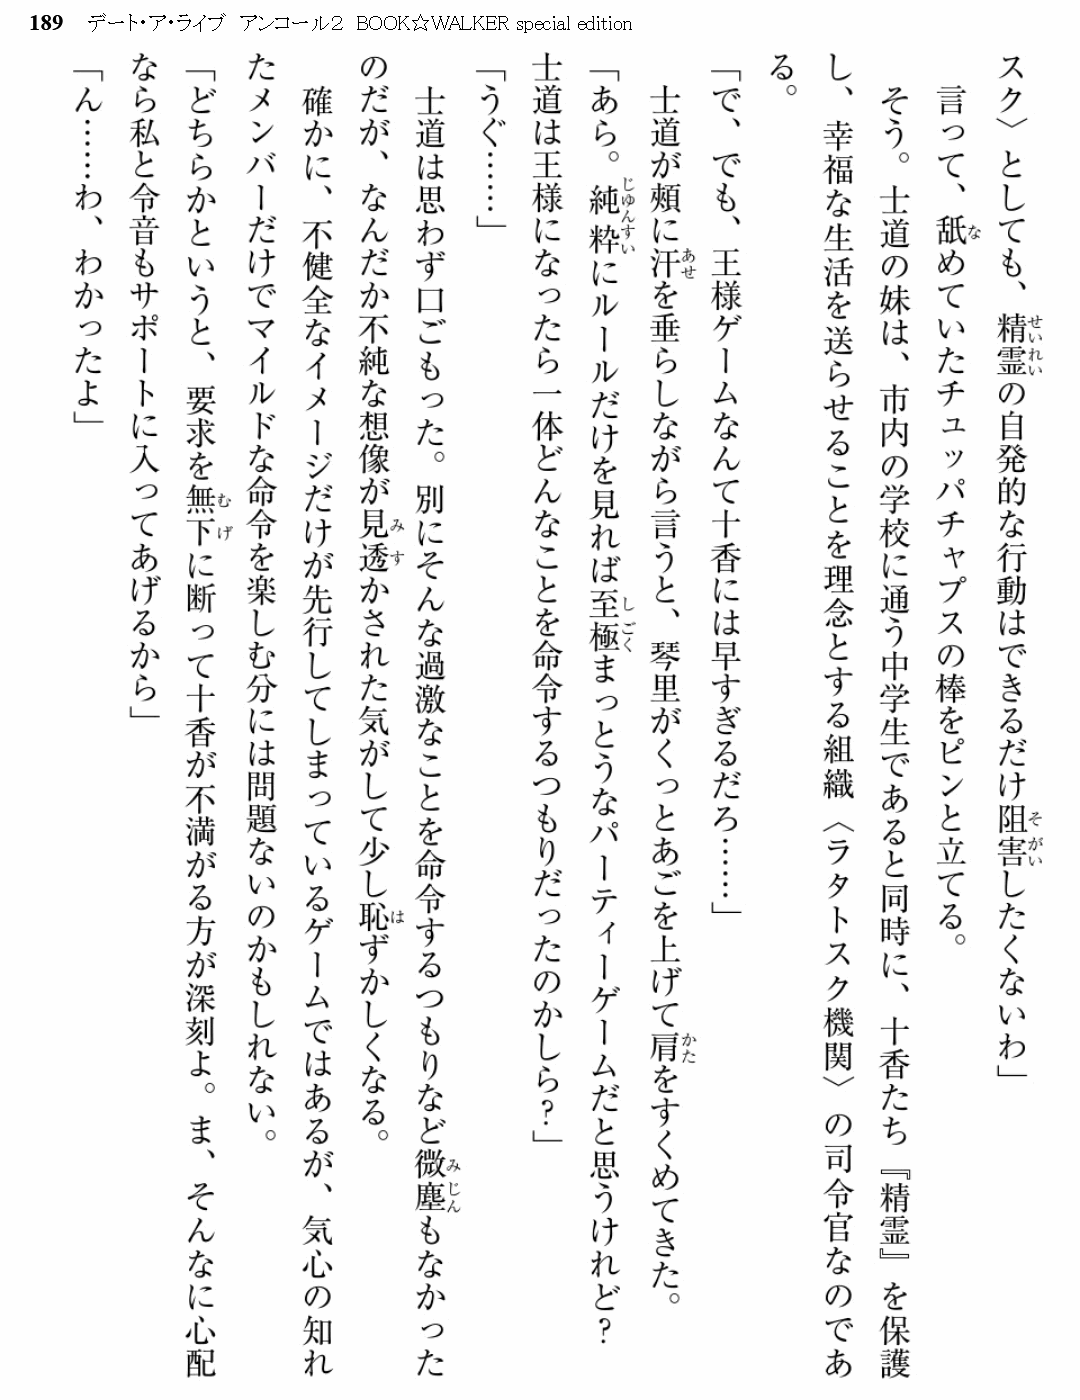 189 デート・ア・ライブ アンコール2 BOOK☆WALKER special edition
スク〉としても、精霊の自発的な行動はできるだけ阻害したくないわ」
言って、舐めていたチュッパチャプスの棒をピンと立てる。
そう。士道の妹は、市内の学校に通う中学生であると同時に、十香たち『精霊』を保護
し、幸福な生活を送らせることを理念とする組織〈ラタトスク機関〉の司令官なのであ
る。
「で、でも、王様ゲームなんて十香には早すぎるだろ……」
士道が頰に汗を垂らしながら言うと、琴里がくっとあごを上げて肩をすくめてきた。
「あら。純粋にルールだけを見れば至極まっとうなパーティーゲームだと思うけれど？
士道は王様になったら一体どんなことを命令するつもりだったのかしら？」
「うぐ……」
士道は思わず口ごもった。別にそんな過激なことを命令するつもりなど微塵もなかった
のだが、なんだか不純な想像が見透かされた気がして少し恥ずかしくなる。
確かに、不健全なイメージだけが先行してしまっているゲームではあるが、気心の知れ
たメンバーだけでマイルドな命令を楽しむ分には問題ないのかもしれない。
「どちらかというと、要求を無下に断って十香が不満がる方が深刻よ。ま、そんなに心配
なら私と令音もサポートに入ってあげるから」
「ん……わ、わかったよ」